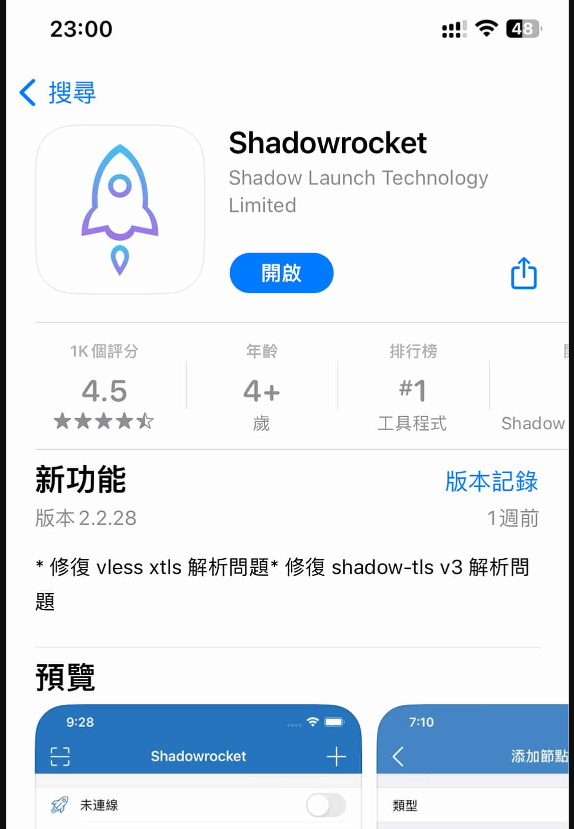 23:00
48
搜尋
Shadowrocket
Shadow Launch Technology
Limited
開啟
1K 個評分
年齡
排行榜
4.5
4+
#1
歲
工具程式
Shadow
新功能
版本記錄
版本 2.2.28
1 週前
* 修復 vless xtls 解析問題* 修復 shadow-tls v3 解析問
題
預覽
9:28
Shadowrocket
未連線
7:10
添加節點
類型